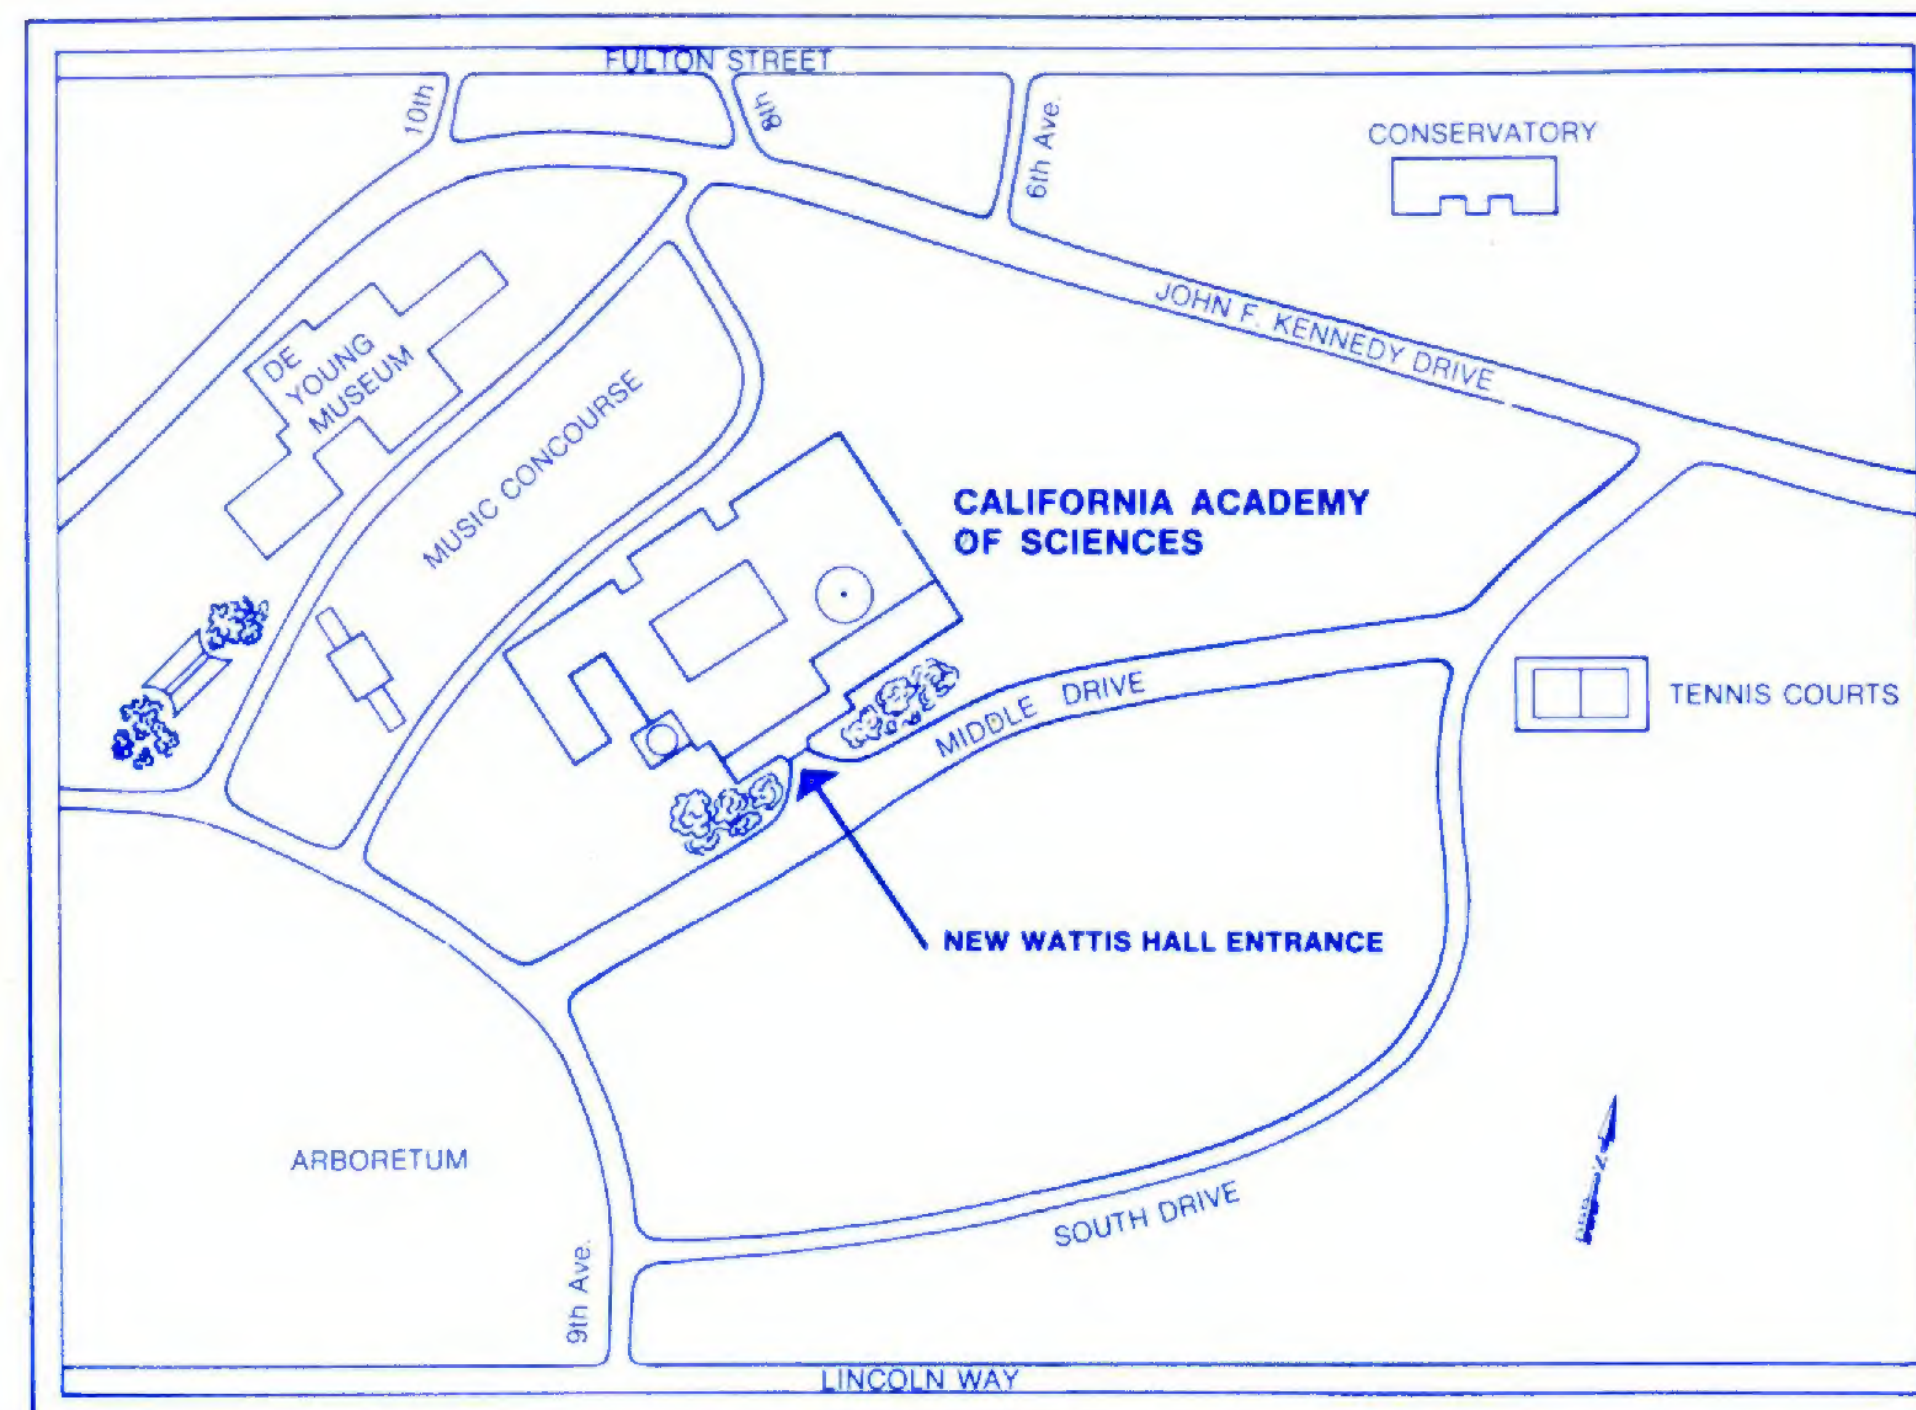 FULTON STREET
10th
8th
6th Ave.
CONSERVATORY
JOHN F. KENNEDY DRIVE
DE
YOUNG
MUSEUM
MUSIC CONCOURSE
CALIFORNIA ACADEMY
OF SCIENCES
MIDDLE DRIVE
TENNIS COURTS
NEW WATTIS HALL ENTRANCE
ARBORETUM
N
SOUTH DRIVE
9th Ave.
LINCOLN WAY